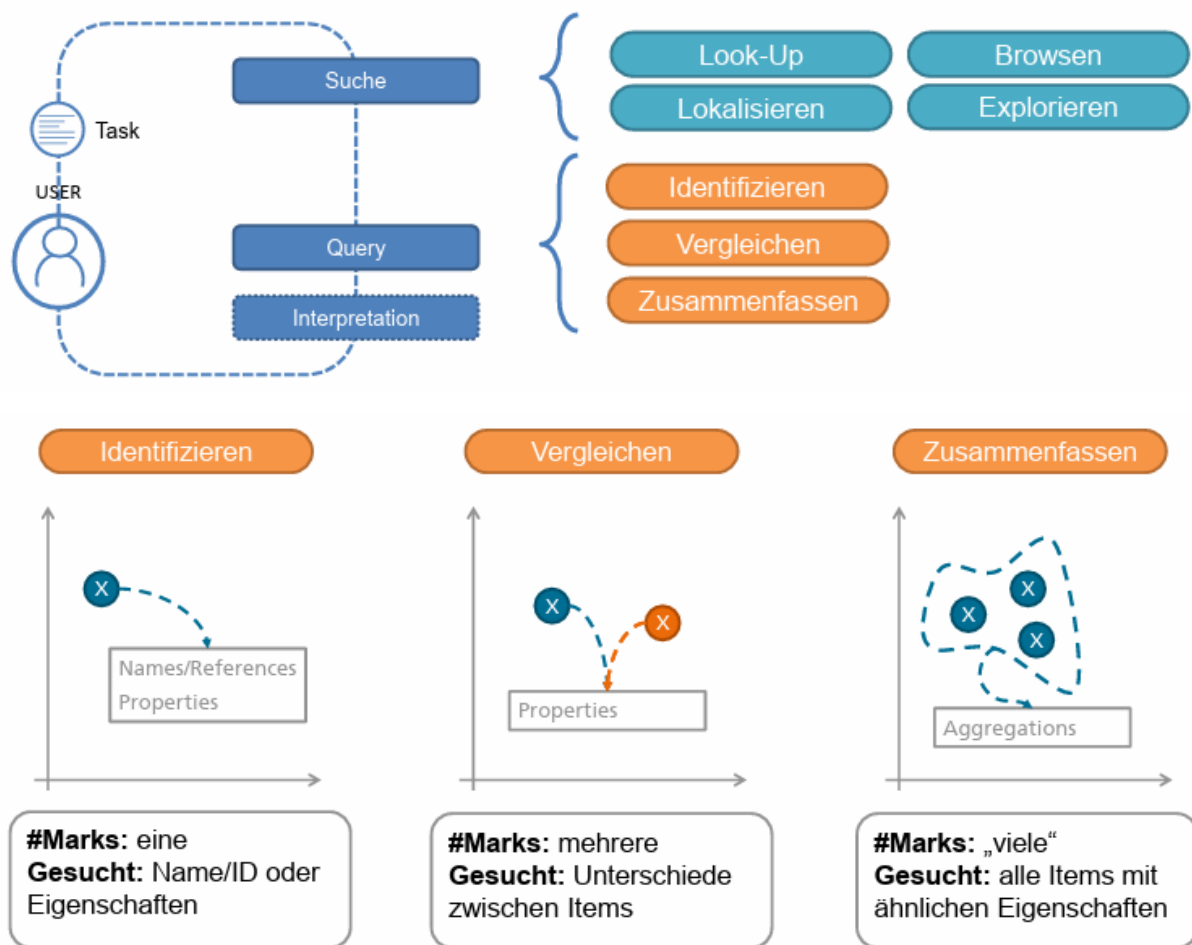 Suche
Look-Up
Browsen
Lokalisieren
Explorieren
Task
USER
Identifizieren
Query
Vergleichen
Interpretation
Zusammenfassen
Identifizieren
Vergleichen
Zusammenfassen
X
Names/References
Properties
X
X
Properties
X
X
X
Aggregations
#Marks: eine
Gesucht: Name/ID oder
Eigenschaften
#Marks: mehrere
Gesucht: Unterschiede
zwischen Items
#Marks: „viele“
Gesucht: alle Items mit
ähnlichen Eigenschaften